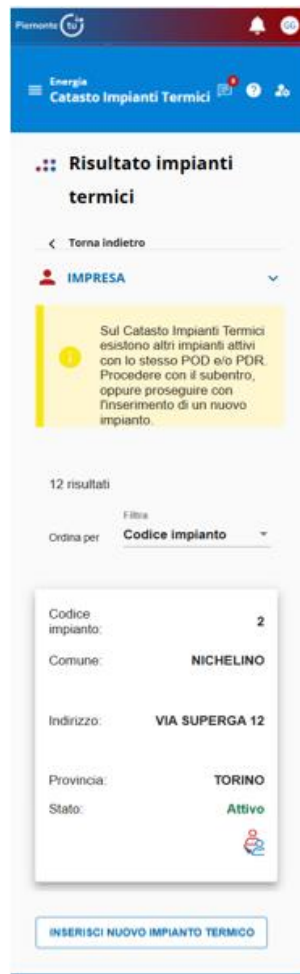 Piemonte tu
GG
Energia
Catasto Impianti Termici
Risultato impianti
termici
Torna indietro
IMPRESA
Sul Catasto Impianti Termici
esistono altri impianti attivi
con lo stesso POD e/o PDR.
Procedere con il subentro,
oppure proseguire con
l'inserimento di un nuovo
impianto.
12 risultati
Filtra
Ordina per Codice impianto
Codice
impianto: 2
Comune: NICHELINO
Indirizzo: VIA SUPERGA 12
Provincia: TORINO
Stato: Attivo
INSERISCI NUOVO IMPIANTO TERMICO